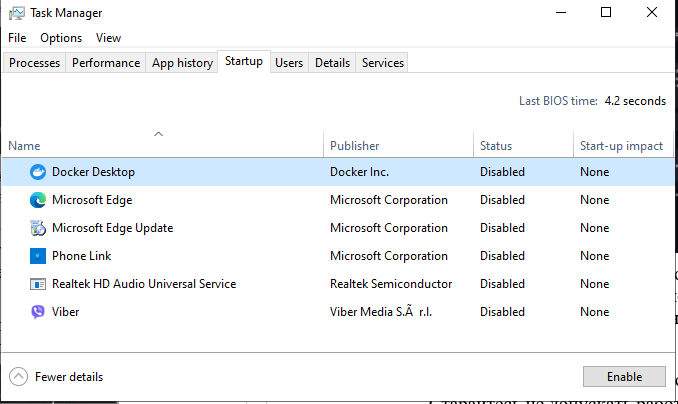 Task Manager
File Options View
Processes Performance App history Startup Users Details Services
Last BIOS time: 4.2 seconds
Name Publisher Status Start-up impact
Docker Desktop Docker Inc. Disabled None
Microsoft Edge Microsoft Corporation Disabled None
Microsoft Edge Update Microsoft Corporation Disabled None
Phone Link Microsoft Corporation Disabled None
Realtek HD Audio Universal Service Realtek Semiconductor Disabled None
Viber Viber Media S.Ã r.l. Disabled None
Fewer details Enable